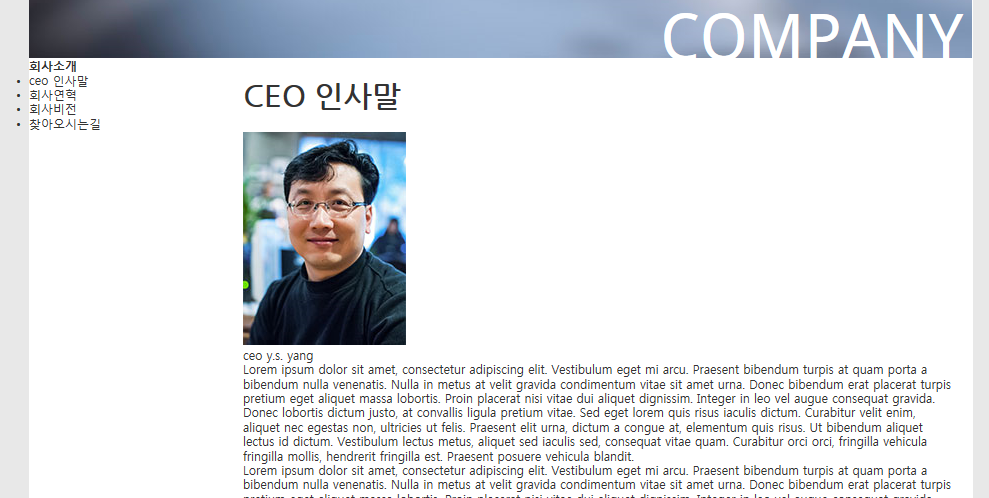 COMPANY
회사소개
ceo 인사말
회사연혁
회사비전
찾아오시는길
CEO 인사말
ceo y.s. yang
Lorem ipsum dolor sit amet, consectetur adipiscing elit. Vestibulum eget mi arcu. Praesent bibendum turpis at quam porta a
bibendum nulla venenatis. Nulla in metus at velit gravida condimentum vitae sit amet urna. Donec bibendum erat placerat turpis
pretium eget aliquet massa lobortis. Proin placerat nisi vitae dui aliquet dignissim. Integer in leo vel augue consequat gravida.
Donec lobortis dictum justo, at convallis ligula pretium vitae. Sed eget lorem quis risus iaculis dictum. Curabitur velit enim,
aliquet nec egestas non, ultricies ut felis. Praesent elit urna, dictum a congue at, elementum quis risus. Ut bibendum aliquet
lectus id dictum. Vestibulum lectus metus, aliquet sed iaculis sed, consequat vitae quam. Curabitur orci orci, fringilla vehicula
fringilla mollis, hendrerit fringilla est. Praesent posuere vehicula blandit.
Lorem ipsum dolor sit amet, consectetur adipiscing elit. Vestibulum eget mi arcu. Praesent bibendum turpis at quam porta a
bibendum nulla venenatis. Nulla in metus at velit gravida condimentum vitae sit amet urna. Donec bibendum erat placerat turpis